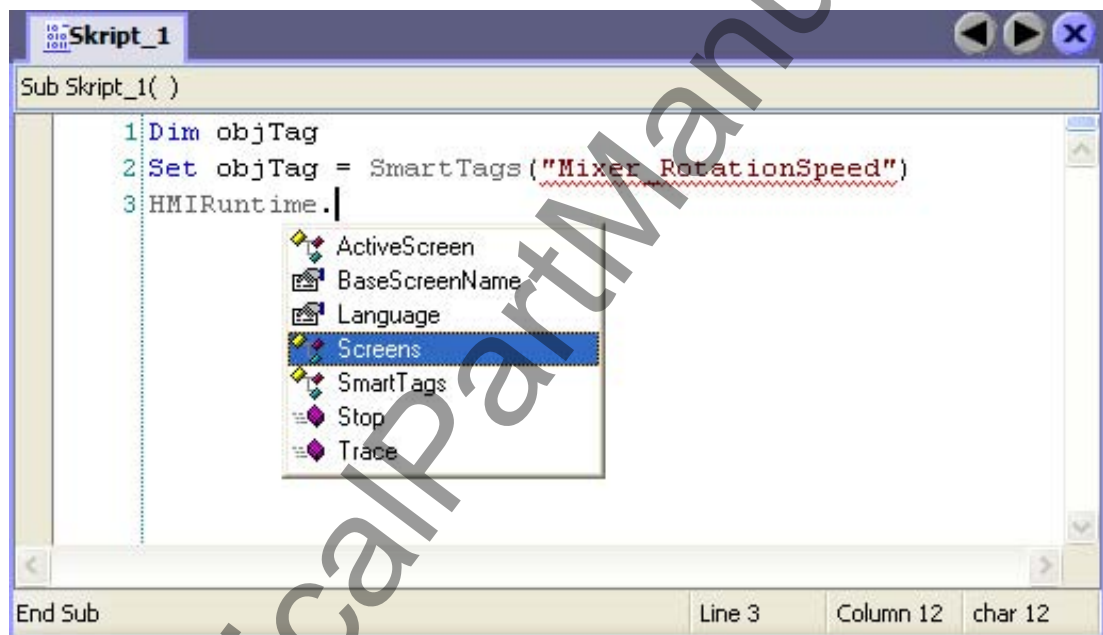 Skript_1
Sub Skript_1( )
1 Dim objTag
2 Set objTag = SmartTags("Mixer_RotationSpeed")
3 HMIRuntime.
ActiveScreen
BaseScreenName
Language
Screens
SmartTags
Stop
Trace
End Sub Line 3 Column 12 char 12